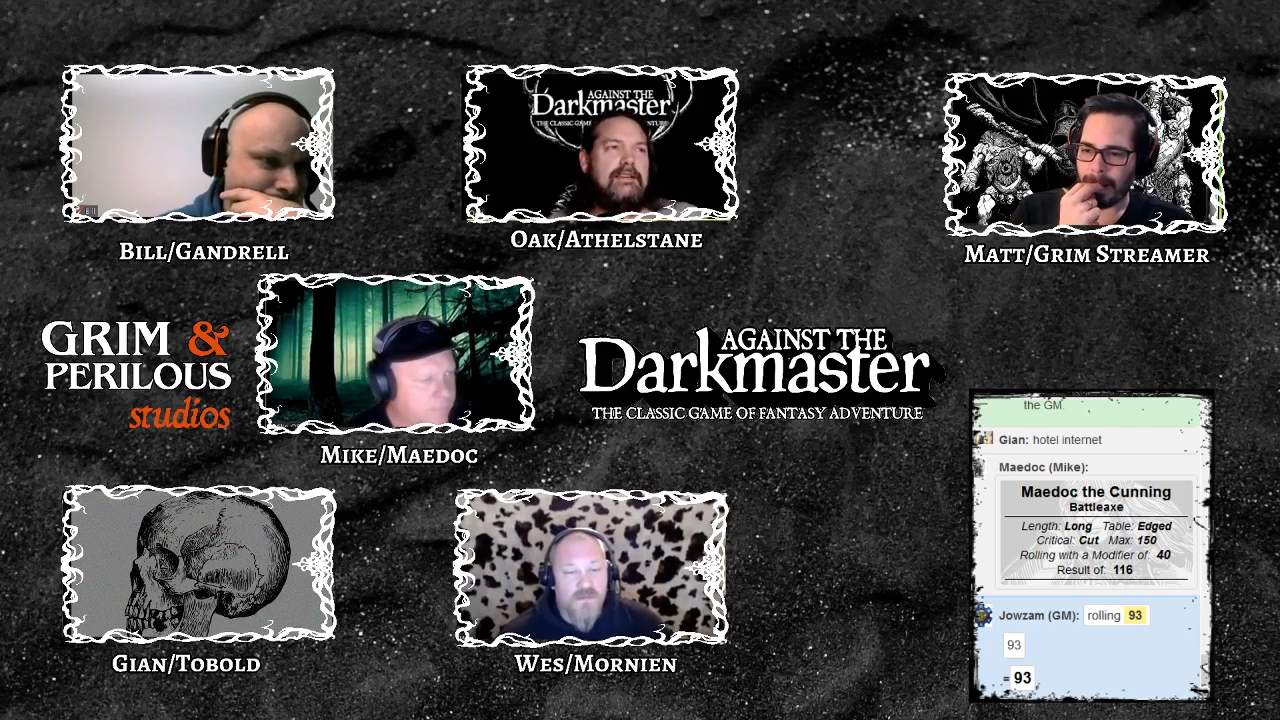 AGAINST THE
Darkmaster
Bill/Gandrell
Oak/Athelstane
Matt/Grim Streamer
GRIM &
PERILOUS
studios
Mike/Maedoc
AGAINST THE
Darkmaster
THE CLASSIC GAME OF FANTASY ADVENTURE
Gian/Tobold
Wes/Mornien
the GM.
Gian: hotel internet
Maedoc (Mike):
Maedoc the Cunning
Battleaxe
Length: Long Table: Edged
Critical: Cut Max: 150
Rolling with a Modifier of: 40
Result of: 116
Jowzam (GM): rolling 93
93
=93